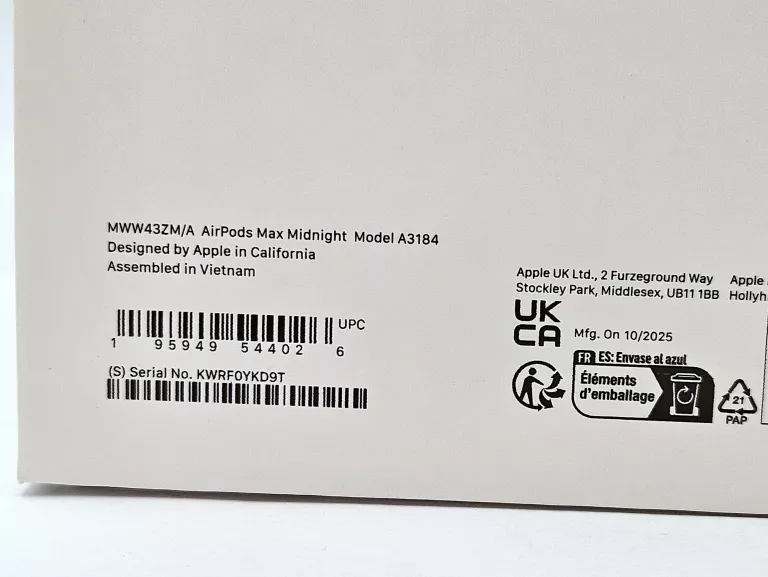 MWW43ZM/A AirPods Max Midnight Model A3184
Designed by Apple in California
Assembled in Vietnam
UPC
1 95949 54402 6
(S) Serial No. KWRF0YKD9T
Apple UK Ltd., 2 Furzeground Way
Stockley Park, Middlesex, UB11 1BB
Apple
Hollyh
UK
CA
Mfg. On 10/2025
FR ES: Envase al azul
Éléments
d'emballage
21
PAP